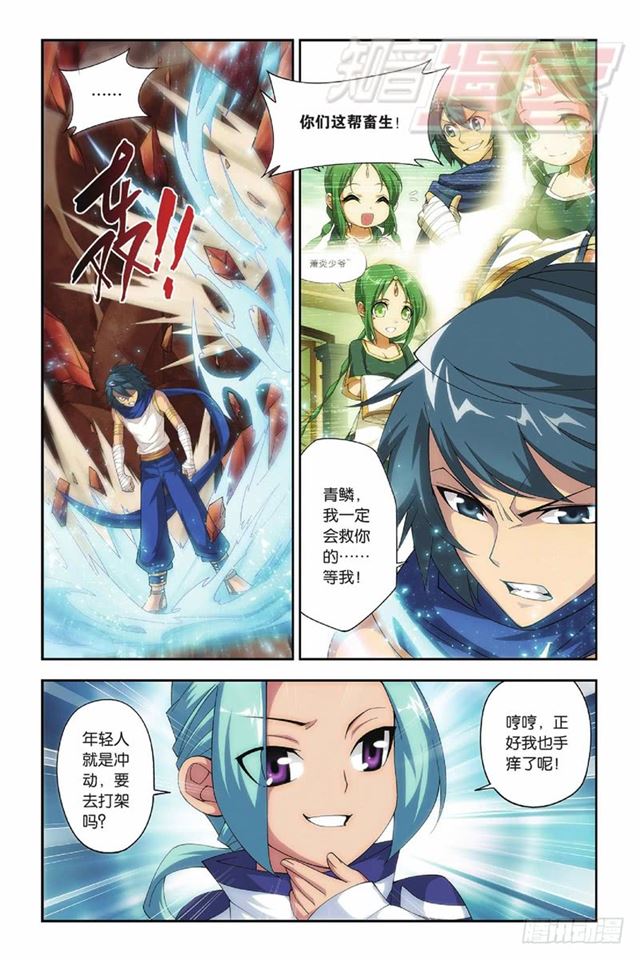 ……
你们这帮畜生！
轰!!
萧炎少爷~
青鳞，
我一定
会救你
的……
等我！
年轻人
就是冲
动，要
去打架
吗？
哼哼，正
好我也手
痒了呢！
知音漫客
腾讯动漫